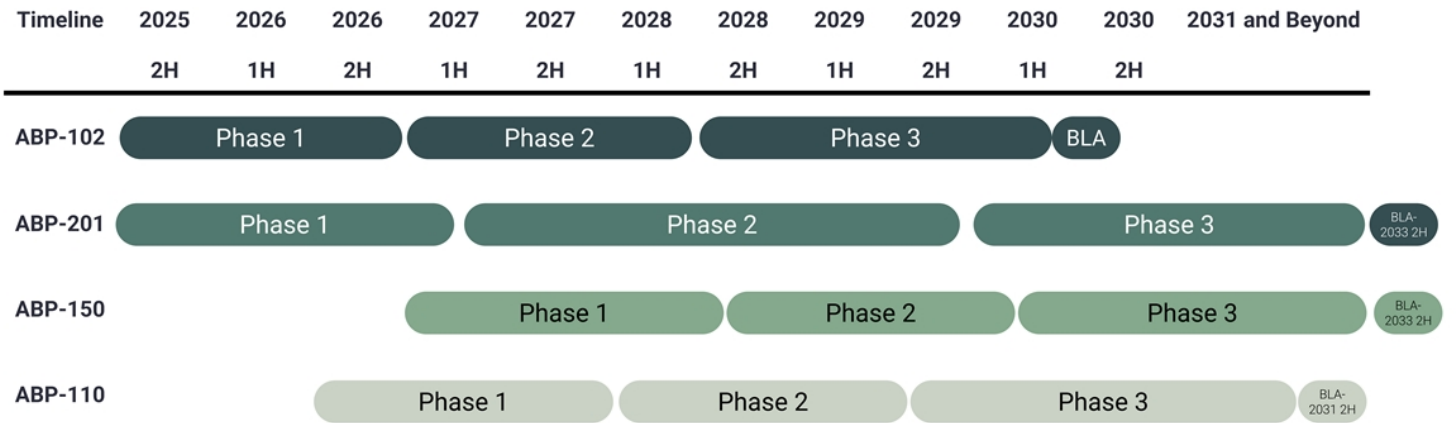 Timeline 2025 2026 2026 2027 2027 2028 2028 2029 2029 2030 2030 2031 and Beyond
2H 1H 2H 1H 2H 1H 2H 1H 2H 1H 2H
ABP-102 Phase 1 Phase 2 Phase 3 BLA
ABP-201 Phase 1 Phase 2 Phase 3 BLA-
2033 2H
ABP-150 Phase 1 Phase 2 Phase 3 BLA-
2033 2H
ABP-110 Phase 1 Phase 2 Phase 3 BLA-
2031 2H